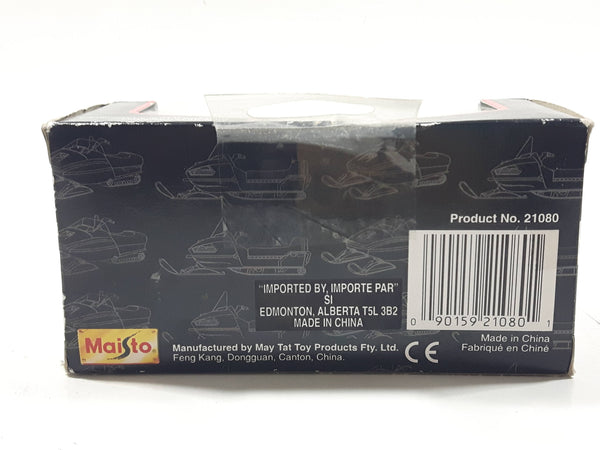 Product No. 21080
"IMPORTED BY, IMPORTE PAR"
SI
EDMONTON, ALBERTA T5L 3B2
MADE IN CHINA
0 90159 21080 1
Maisto
Manufactured by May Tat Toy Products Fty. Ltd.
Feng Kang, Dongguan, Canton, China.
CE
Made in China
Fabriqué en Chiné